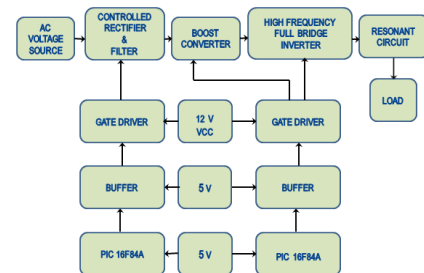 AC
VOLTAGE
SOURCE
CONTROLLED
RECTIFIER
&
FILTER
BOOST
CONVERTER
HIGH FREQUENCY
FULL BRIDGE
INVERTER
RESONANT
CIRCUIT
LOAD
GATE DRIVER
12 V
VCC
GATE DRIVER
BUFFER
5 V
BUFFER
PIC 16F84A
5 V
PIC 16F84A